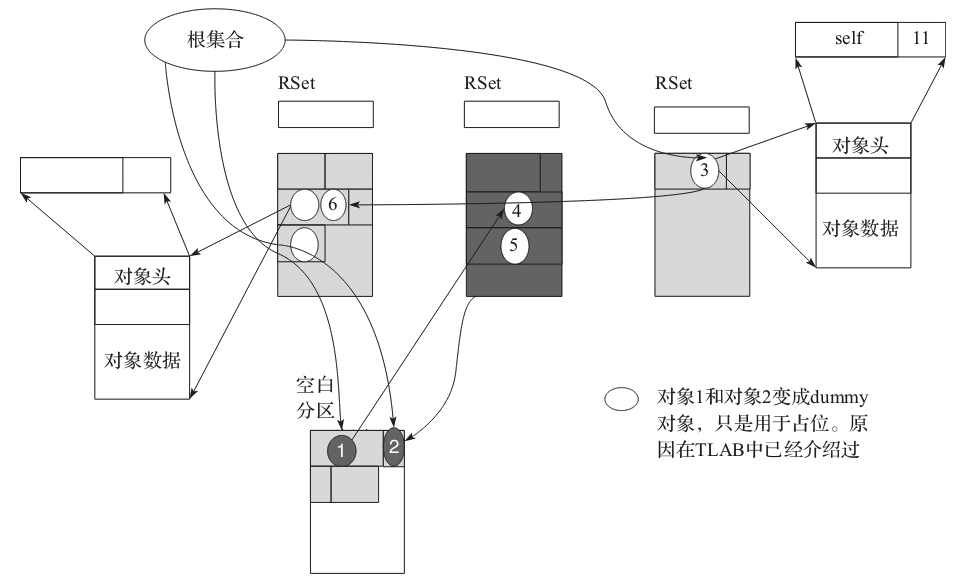 根集合
self
11
RSet
RSet
RSet
对象头
3
6
4
对象数据
5
对象头
对象数据
空白
分区
对象1和对象2变成dummy
对象，只是用于占位。原
因在TLAB中已经介绍过
1
2